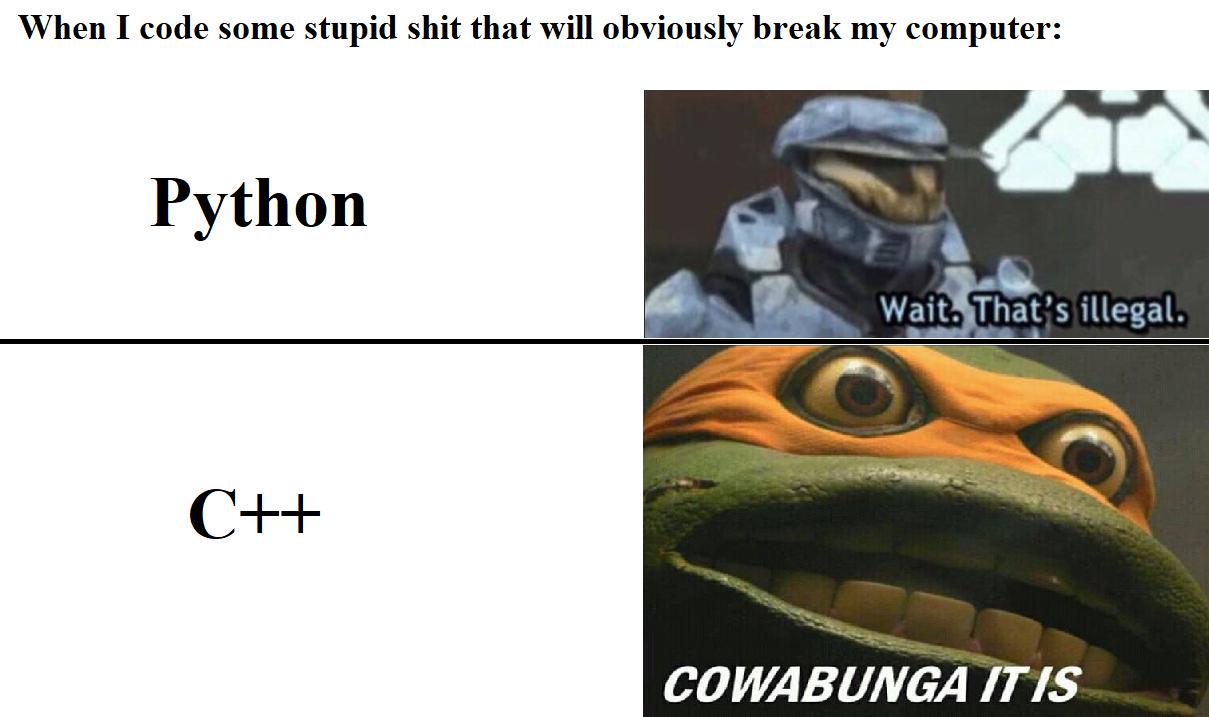 When I code some stupid shit that will obviously break my computer:
Python
Wait. That's illegal.
C++
COWABUNGA IT IS